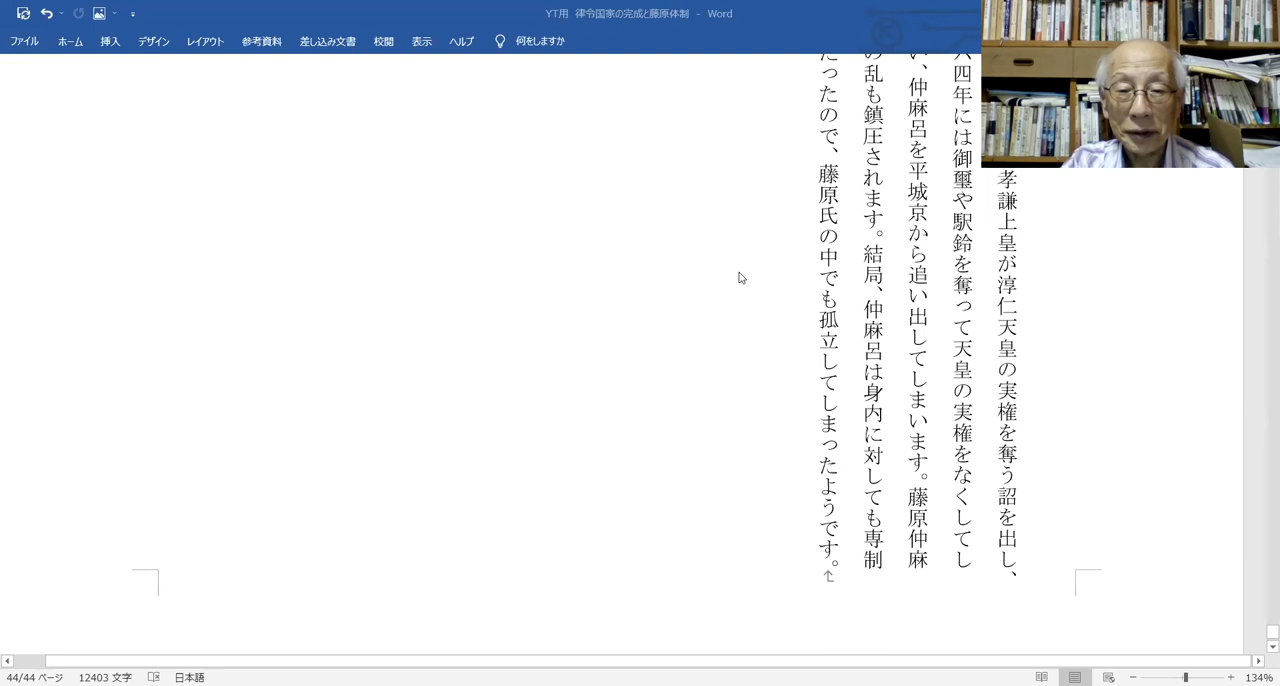 YT用 律令国家の完成と藤原体制 - Word
ファイル ホーム 挿入 デザイン レイアウト 参考資料 差し込み文書 校閲 表示 ヘルプ 何をしますか
孝謙上皇が淳仁天皇の実権を奪う詔を出し、
四年には御璽や駅鈴を奪って天皇の実権をなくしてし
、仲麻呂を平城京から追い出してしまいます。藤原仲麻
の乱も鎮圧されます。結局、仲麻呂は身内に対しても専制
だったので、藤原氏の中でも孤立してしまったようです。
44/44 ページ 12403 文字 日本語 134%